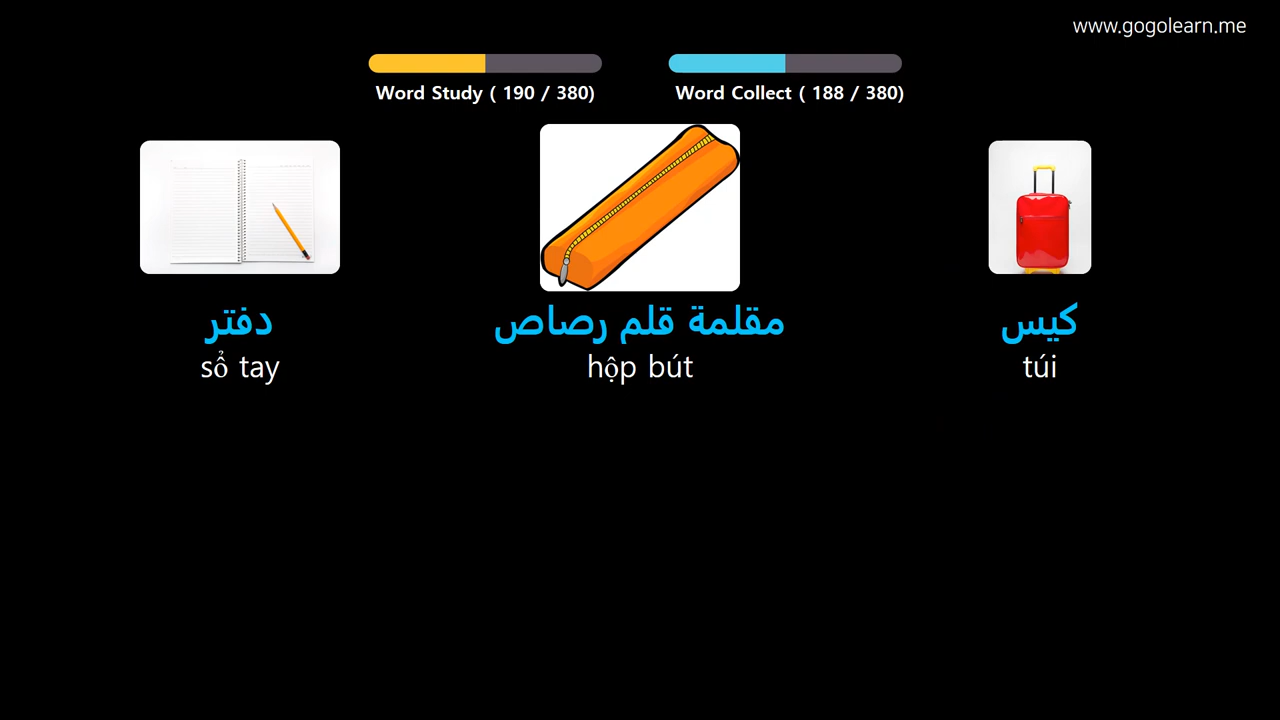 www.gogolearn.me
Word Study ( 190 / 380)
Word Collect ( 188 / 380)
دفتر
sổ tay
مقلمة قلم رصاص
hộp bút
كيس
túi